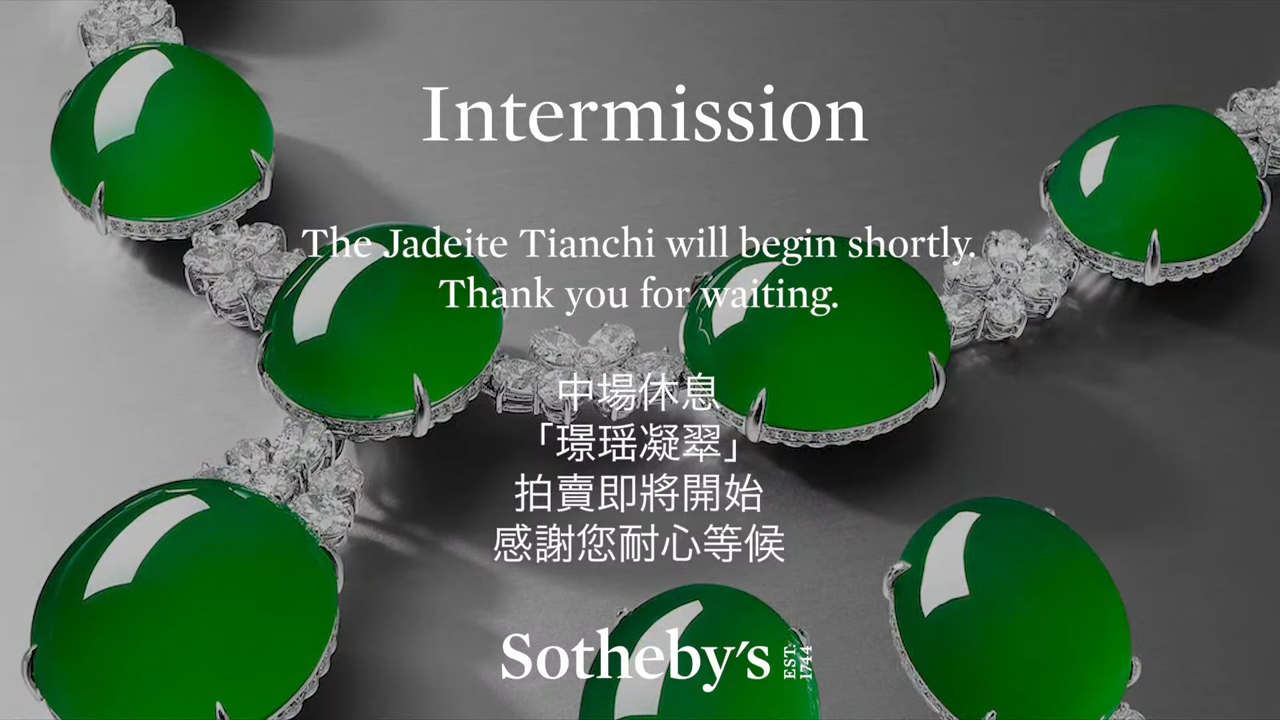 Intermission
The Jadeite Tianchi will begin shortly.
Thank you for waiting.
中場休息
「璟瑶凝翠」
拍賣即將開始
感謝您耐心等候
Sotheby's EST. 1744